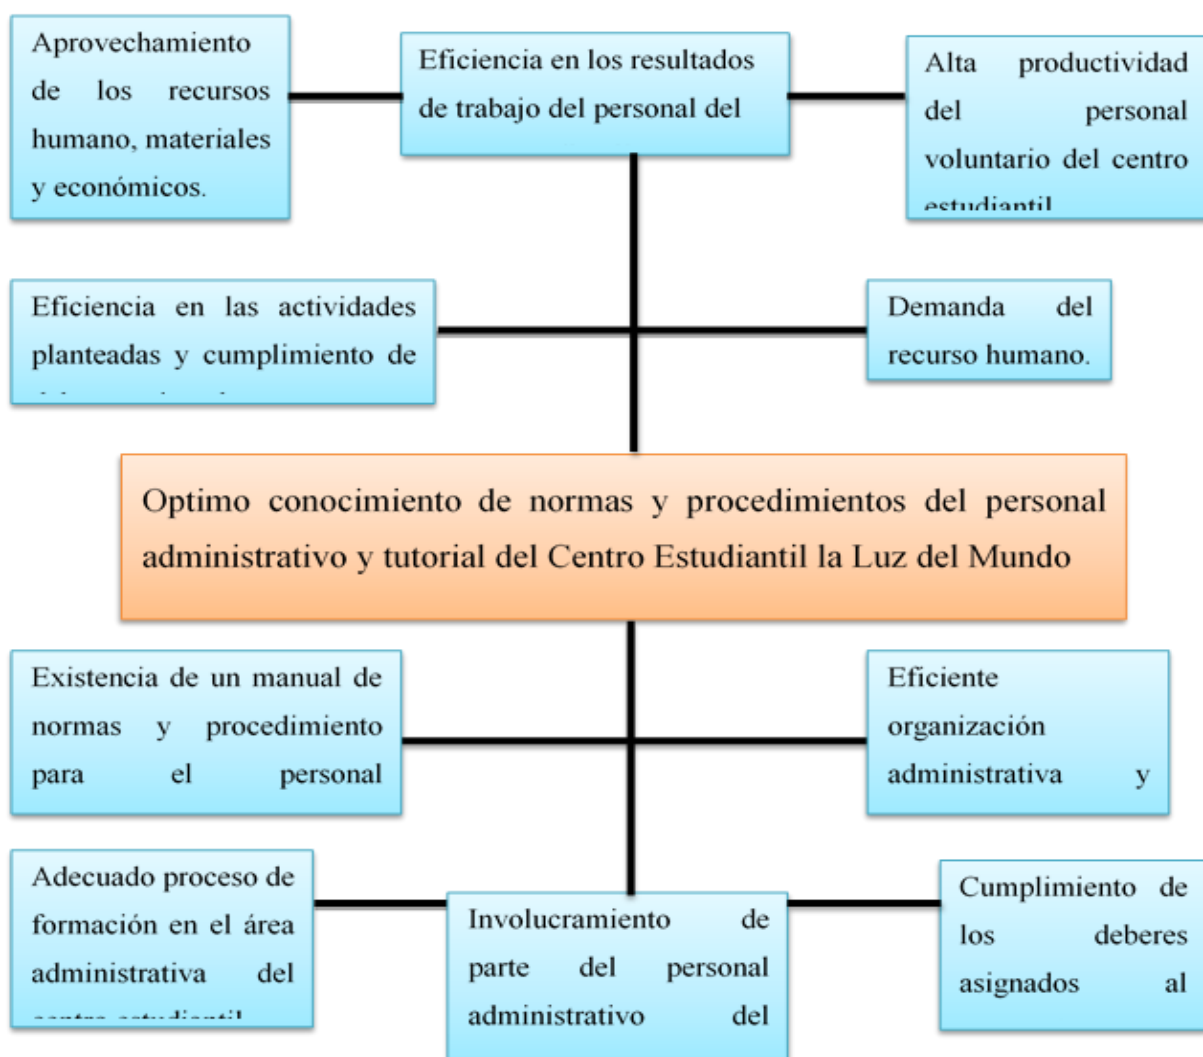 Aprovechamiento
de los recursos
humano, materiales
y económicos.
Eficiencia en los resultados
de trabajo del personal del
Alta productividad
del personal
voluntario del centro
estudiantil
Eficiencia en las actividades
planteadas y cumplimiento de
Demanda del
recurso humano.
Optimo conocimiento de normas y procedimientos del personal
administrativo y tutorial del Centro Estudiantil la Luz del Mundo
Existencia de un manual de
normas y procedimiento
para el personal
Eficiente
organización
administrativa y
Adecuado proceso de
formación en el área
administrativa del
centro estudiantil
Involucramiento de
parte del personal
administrativo del
Cumplimiento de
los deberes
asignados al